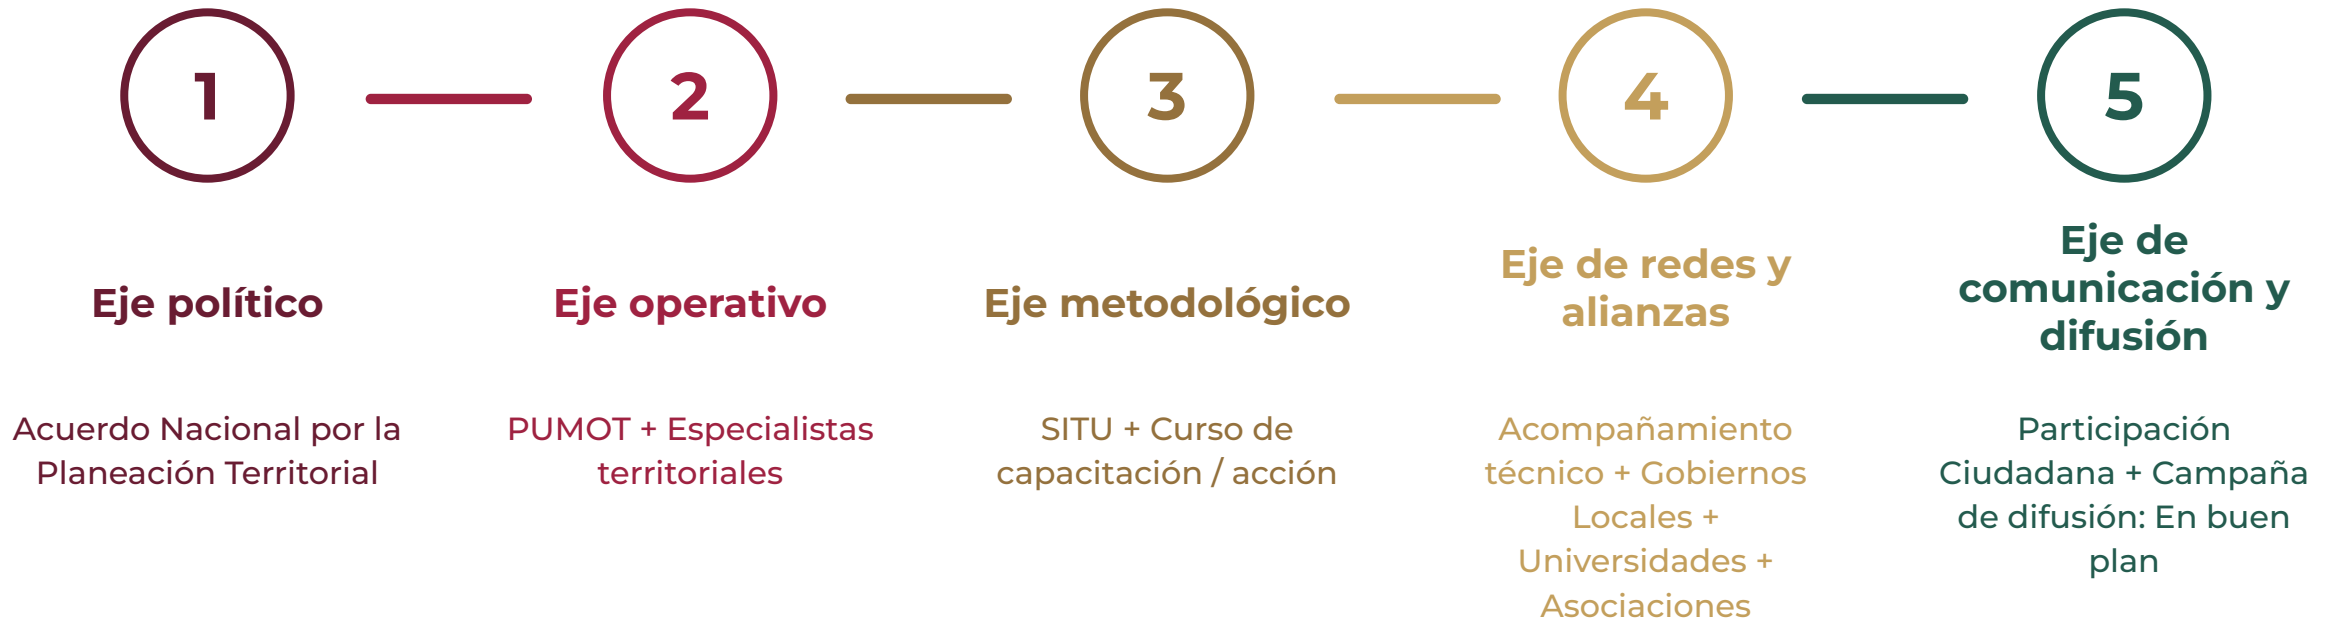 1
2
3
4
5
Eje político
Acuerdo Nacional por la
Planeación Territorial
Eje operativo
PUMOT + Especialistas
territoriales
Eje metodológico
SITU + Curso de
capacitación / acción
Eje de redes y
alianzas
Acompañamiento
técnico + Gobiernos
Locales +
Universidades +
Asociaciones
Eje de
comunicación y
difusión
Participación
Ciudadana + Campaña
de difusión: En buen
plan